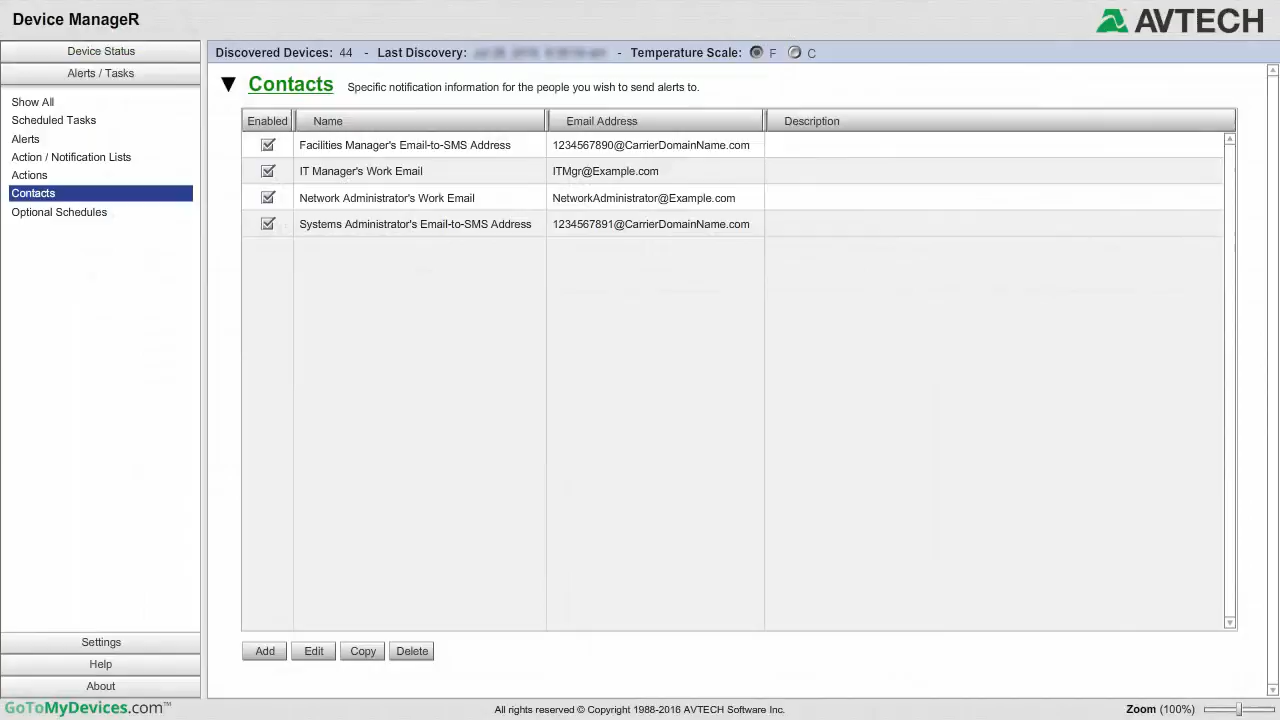 Device ManageR
AVTECH
Device Status
Discovered Devices: 44 - Last Discovery: - Temperature Scale: F C
Alerts / Tasks
Contacts Specific notification information for the people you wish to send alerts to.
Show All
Scheduled Tasks
Alerts
Action / Notification Lists
Actions
Contacts
Optional Schedules
Enabled Name Email Address Description
Facilities Manager's Email-to-SMS Address 1234567890@CarrierDomainName.com
IT Manager's Work Email ITMgr@Example.com
Network Administrator's Work Email NetworkAdministrator@Example.com
Systems Administrator's Email-to-SMS Address 1234567891@CarrierDomainName.com
Add Edit Copy Delete
Settings
Help
About
GoToMyDevices.com™
All rights reserved © Copyright 1988-2016 AVTECH Software Inc.
Zoom (100%)